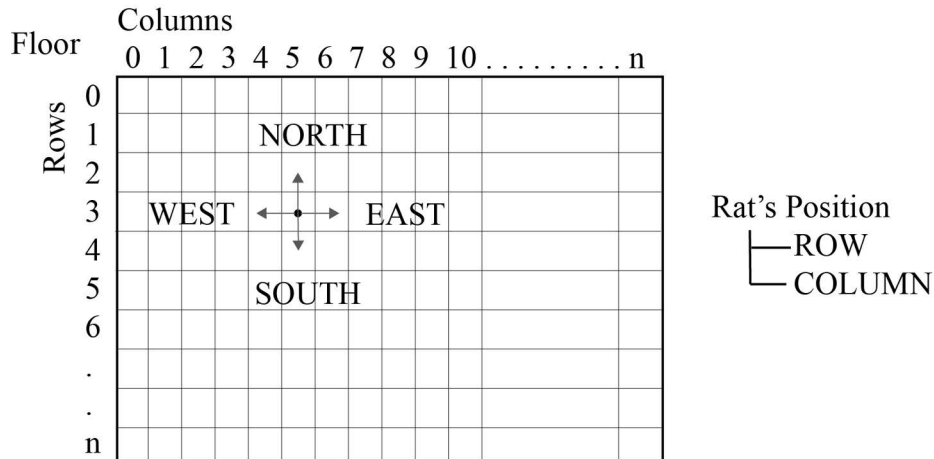 Columns
Floor
0 1 2 3 4 5 6 7 8 9 10 . . . . . . . . . n
Rows
0
1
2
3
4
5
6
.
.
n
NORTH
WEST
EAST
SOUTH
Rat's Position
ROW
COLUMN